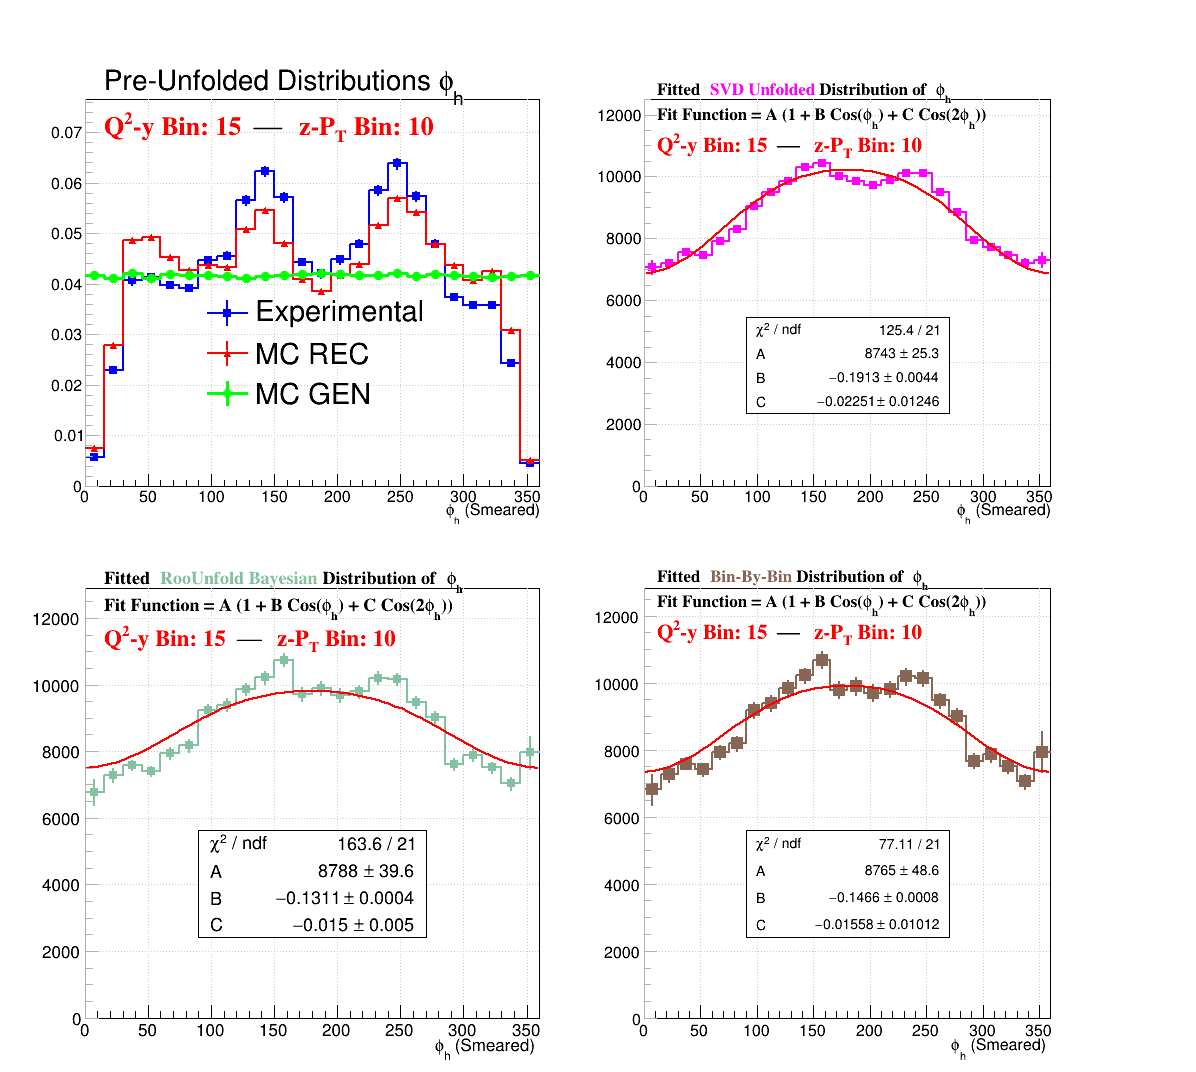 Pre-Unfolded Distributions ϕh
Q²-y Bin: 15 — z-PT Bin: 10
0.07
0.06
0.05
0.04
0.03
0.02
0.01
0
Experimental
MC REC
MC GEN
0 50 100 150 200 250 300 350
ϕh (Smeared)
Fitted SVD Unfolded Distribution of ϕh
Fit Function = A (1 + B Cos(ϕh) + C Cos(2ϕh))
Q²-y Bin: 15 — z-PT Bin: 10
12000
10000
8000
6000
4000
2000
0
χ² / ndf 125.4 / 21
A 8743 ± 25.3
B −0.1913 ± 0.0044
C −0.02251 ± 0.01246
0 50 100 150 200 250 300 350
ϕh (Smeared)
Fitted RooUnfold Bayesian Distribution of ϕh
Fit Function = A (1 + B Cos(ϕh) + C Cos(2ϕh))
Q²-y Bin: 15 — z-PT Bin: 10
12000
10000
8000
6000
4000
2000
0
χ² / ndf 163.6 / 21
A 8788 ± 39.6
B −0.1311 ± 0.0004
C −0.015 ± 0.005
0 50 100 150 200 250 300 350
ϕh (Smeared)
Fitted Bin-By-Bin Distribution of ϕh
Fit Function = A (1 + B Cos(ϕh) + C Cos(2ϕh))
Q²-y Bin: 15 — z-PT Bin: 10
12000
10000
8000
6000
4000
2000
0
χ² / ndf 77.11 / 21
A 8765 ± 48.6
B −0.1466 ± 0.0008
C −0.01558 ± 0.01012
0 50 100 150 200 250 300 350
ϕh (Smeared)